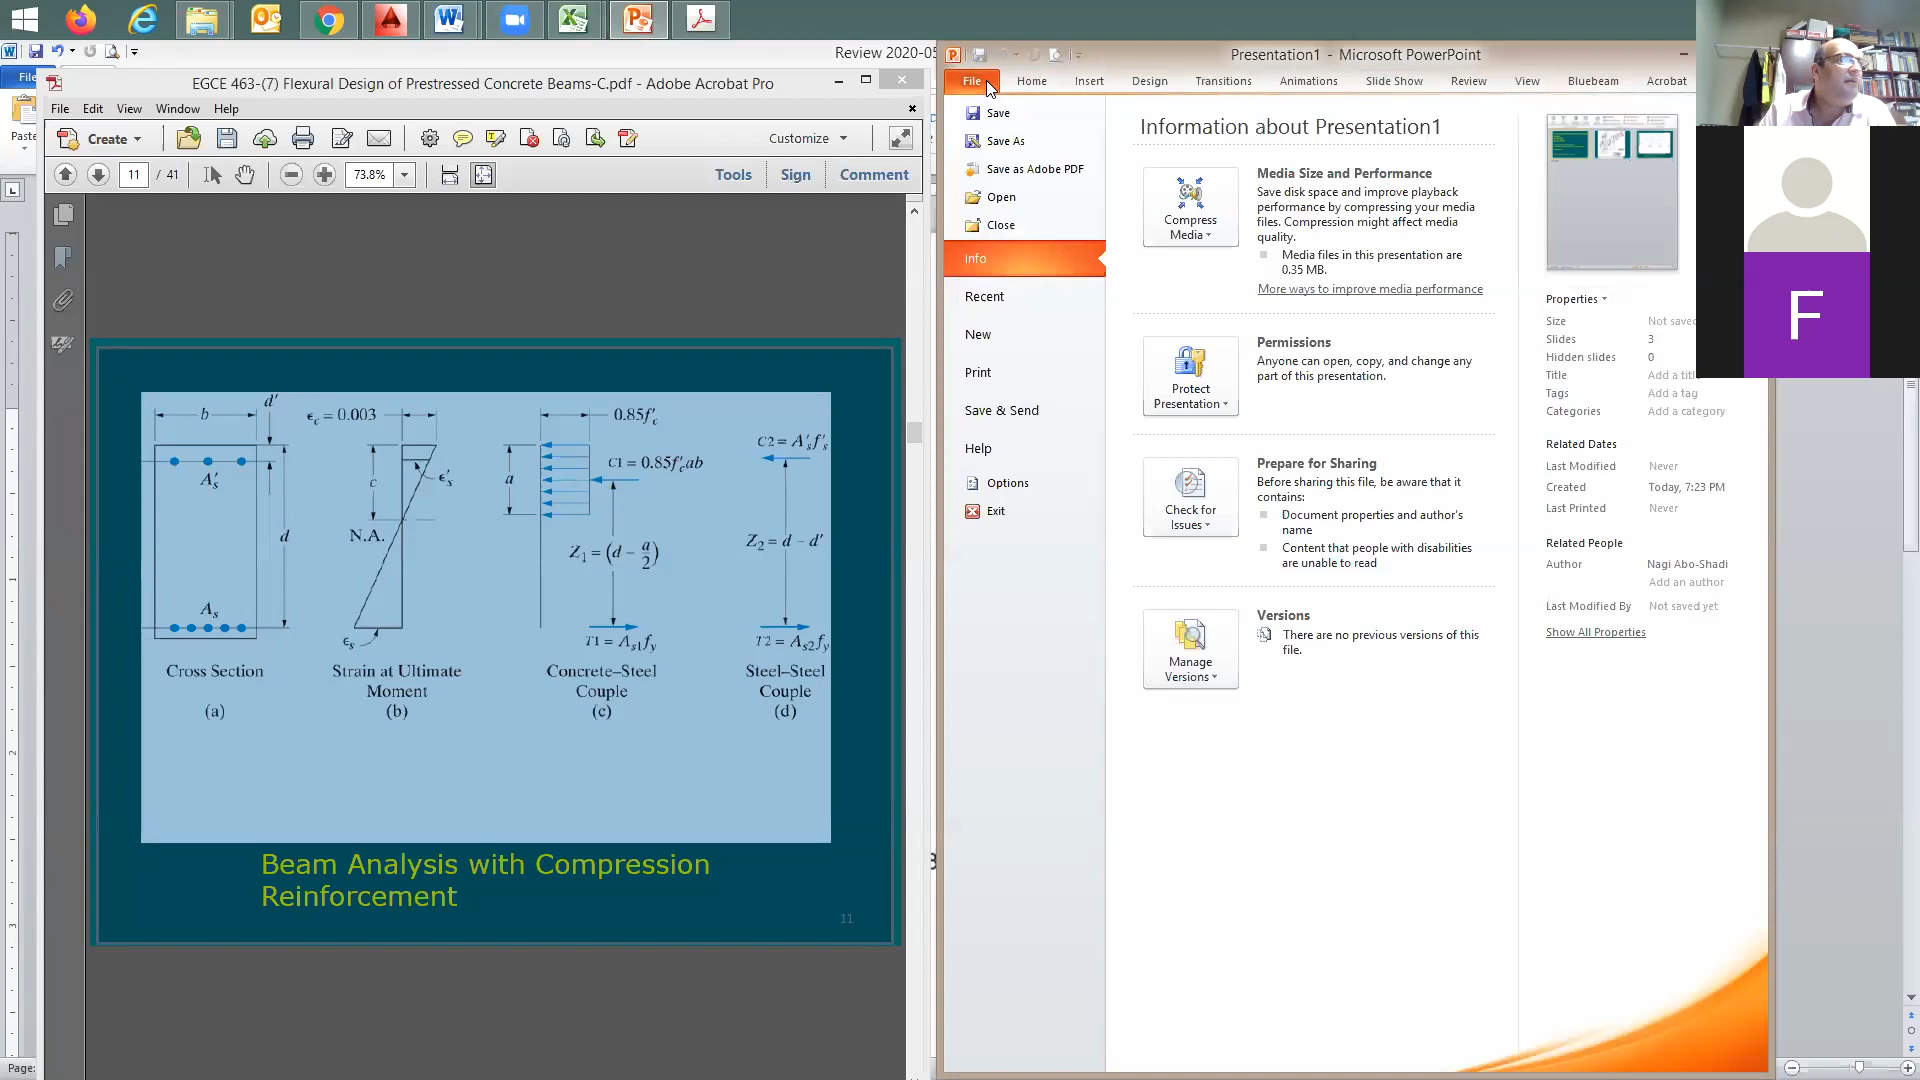 Review 2020-05
File
Paste
Page:
EGCE 463-(7) Flexural Design of Prestressed Concrete Beams-C.pdf - Adobe Acrobat Pro
File Edit View Window Help
Create Customize
11 / 41 73.8% Tools Sign Comment
b d' ϵc = 0.003 0.85f'c
C2 = A's f's
C1 = 0.85f'c ab
A's c ϵ's a
d N.A. Z1 = (d − a/2) Z2 = d − d'
As
ϵs T1 = As1 fy T2 = As2 fy
Cross Section Strain at Ultimate Concrete–Steel Steel–Steel
Moment Couple Couple
(a) (b) (c) (d)
Beam Analysis with Compression
Reinforcement
11
Presentation1 - Microsoft PowerPoint
File Home Insert Design Transitions Animations Slide Show Review View Bluebeam Acrobat
Save
Save As
Save as Adobe PDF
Open
Close
Info
Recent
New
Print
Save & Send
Help
Options
Exit
Information about Presentation1
Compress
Media
Media Size and Performance
Save disk space and improve playback
performance by compressing your media
files. Compression might affect media
quality.
Media files in this presentation are
0.35 MB.
More ways to improve media performance
Protect
Presentation
Permissions
Anyone can open, copy, and change any
part of this presentation.
Check for
Issues
Prepare for Sharing
Before sharing this file, be aware that it
contains:
Document properties and author's
name
Content that people with disabilities
are unable to read
Manage
Versions
Versions
There are no previous versions of this
file.
Properties
Size Not saved
Slides 3
Hidden slides 0
Title Add a title
Tags Add a tag
Categories Add a category
Related Dates
Last Modified Never
Created Today, 7:23 PM
Last Printed Never
Related People
Author Nagi Abo-Shadi
Add an author
Last Modified By Not saved yet
Show All Properties
F